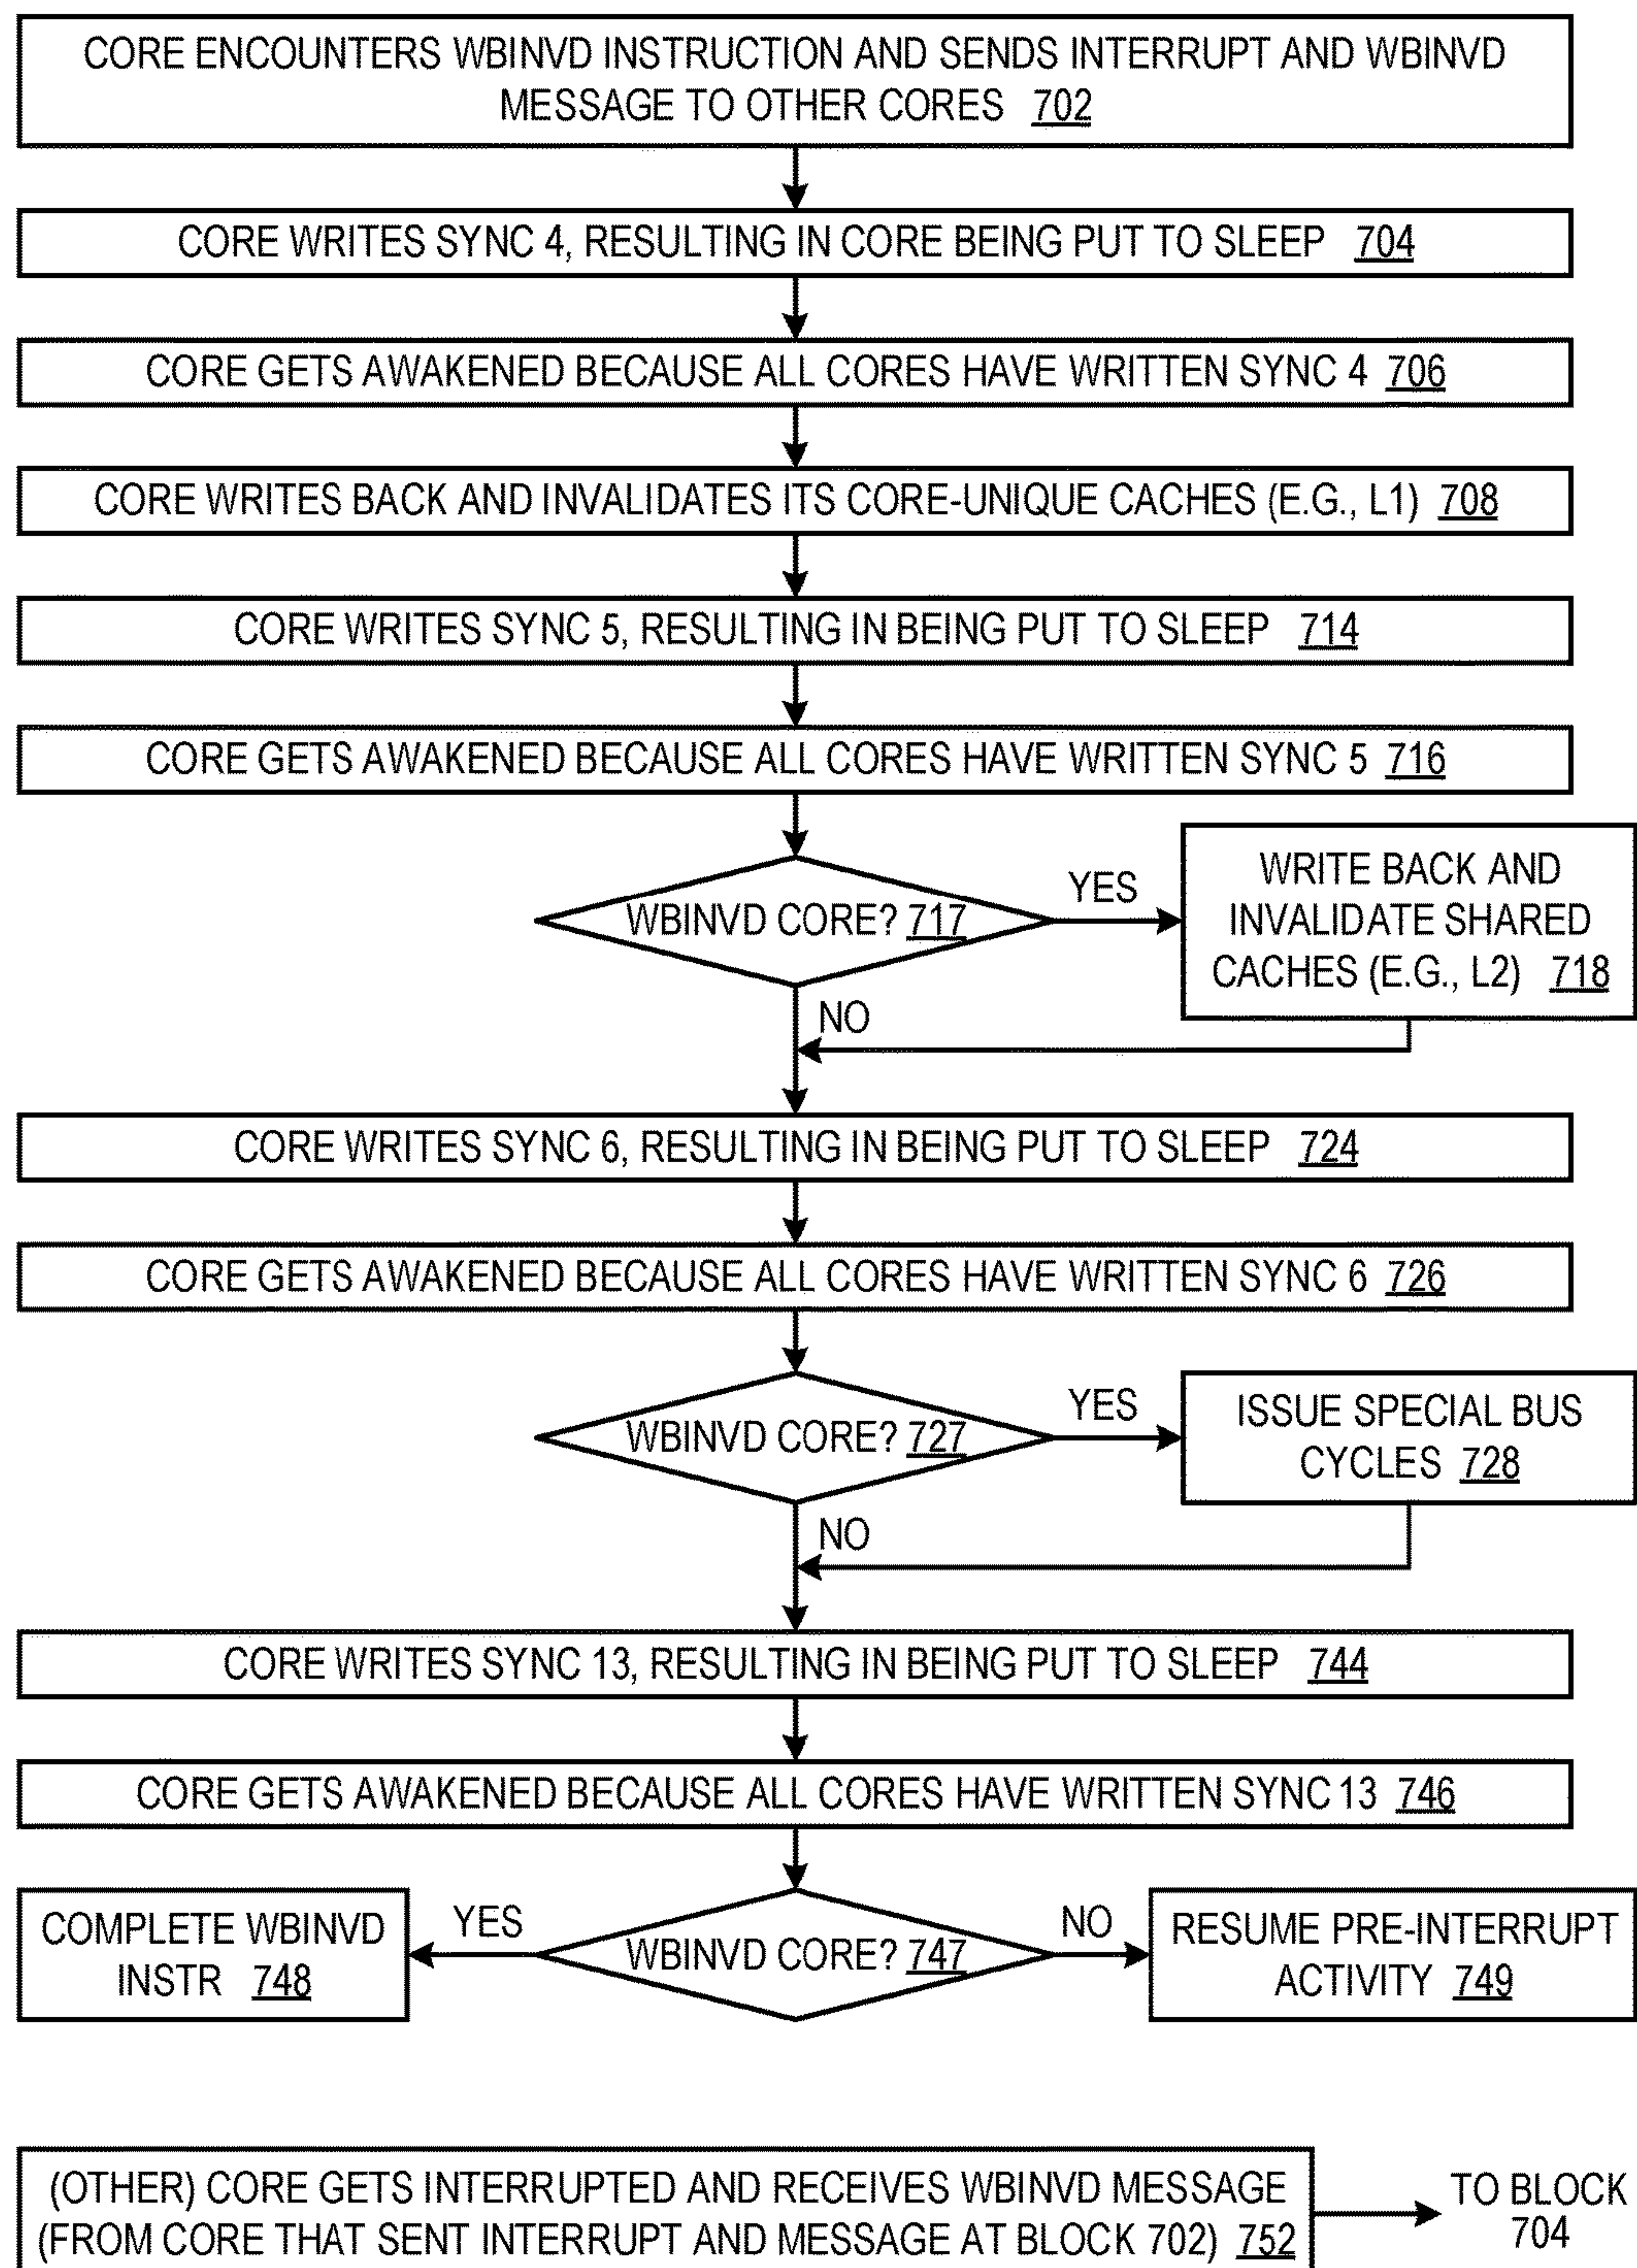 CORE ENCOUNTERS WBINVD INSTRUCTION AND SENDS INTERRUPT AND WBINVD
MESSAGE TO OTHER CORES 702
CORE WRITES SYNC 4, RESULTING IN CORE BEING PUT TO SLEEP 704
CORE GETS AWAKENED BECAUSE ALL CORES HAVE WRITTEN SYNC 4 706
CORE WRITES BACK AND INVALIDATES ITS CORE-UNIQUE CACHES (E.G., L1) 708
CORE WRITES SYNC 5, RESULTING IN BEING PUT TO SLEEP 714
CORE GETS AWAKENED BECAUSE ALL CORES HAVE WRITTEN SYNC 5 716
WBINVD CORE? 717
YES
WRITE BACK AND
INVALIDATE SHARED
CACHES (E.G., L2) 718
NO
CORE WRITES SYNC 6, RESULTING IN BEING PUT TO SLEEP 724
CORE GETS AWAKENED BECAUSE ALL CORES HAVE WRITTEN SYNC 6 726
WBINVD CORE? 727
YES
ISSUE SPECIAL BUS
CYCLES 728
NO
CORE WRITES SYNC 13, RESULTING IN BEING PUT TO SLEEP 744
CORE GETS AWAKENED BECAUSE ALL CORES HAVE WRITTEN SYNC 13 746
COMPLETE WBINVD
INSTR 748
YES
WBINVD CORE? 747
NO
RESUME PRE-INTERRUPT
ACTIVITY 749
(OTHER) CORE GETS INTERRUPTED AND RECEIVES WBINVD MESSAGE
(FROM CORE THAT SENT INTERRUPT AND MESSAGE AT BLOCK 702) 752
TO BLOCK
704